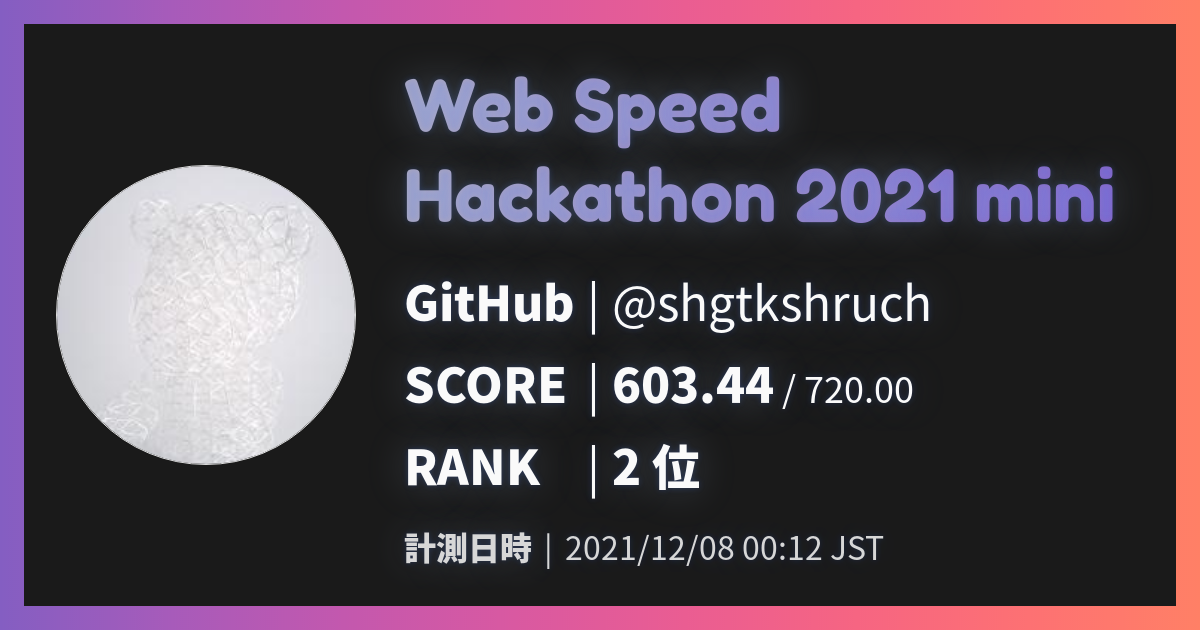 Web Speed
Hackathon 2021 mini
GitHub | @shgtkshruch
SCORE | 603.44 / 720.00
RANK | 2 位
計測日時 | 2021/12/08 00:12 JST